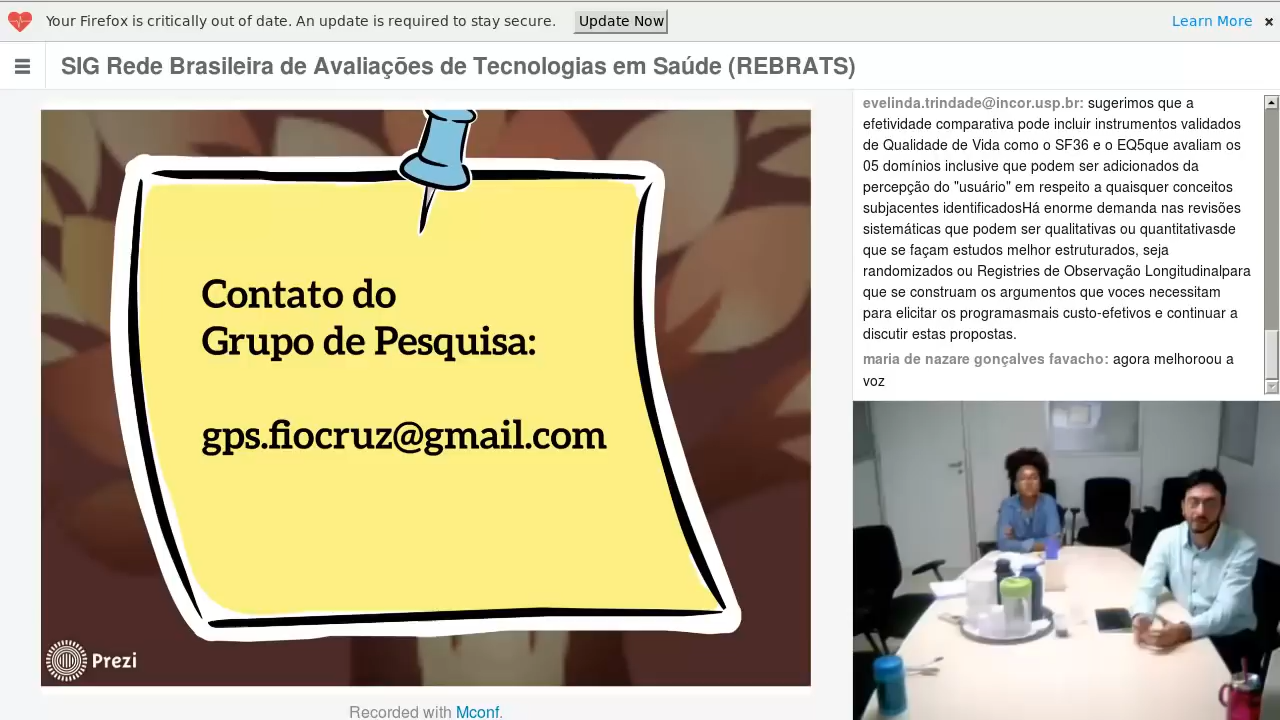 Your Firefox is critically out of date. An update is required to stay secure. Update Now Learn More ×
SIG Rede Brasileira de Avaliações de Tecnologias em Saúde (REBRATS)
Contato do
Grupo de Pesquisa:
gps.fiocruz@gmail.com
Prezi
Recorded with Mconf.
evelinda.trindade@incor.usp.br: sugerimos que a
efetividade comparativa pode incluir instrumentos validados
de Qualidade de Vida como o SF36 e o EQ5que avaliam os
05 domínios inclusive que podem ser adicionados da
percepção do "usuário" em respeito a quaisquer conceitos
subjacentes identificadosHá enorme demanda nas revisões
sistemáticas que podem ser qualitativas ou quantitativasde
que se façam estudos melhor estruturados, seja
randomizados ou Registries de Observação Longitudinalpara
que se construam os argumentos que voces necessitam
para elicitar os programasmais custo-efetivos e continuar a
discutir estas propostas.
maria de nazare gonçalves favacho: agora melhoroou a
voz